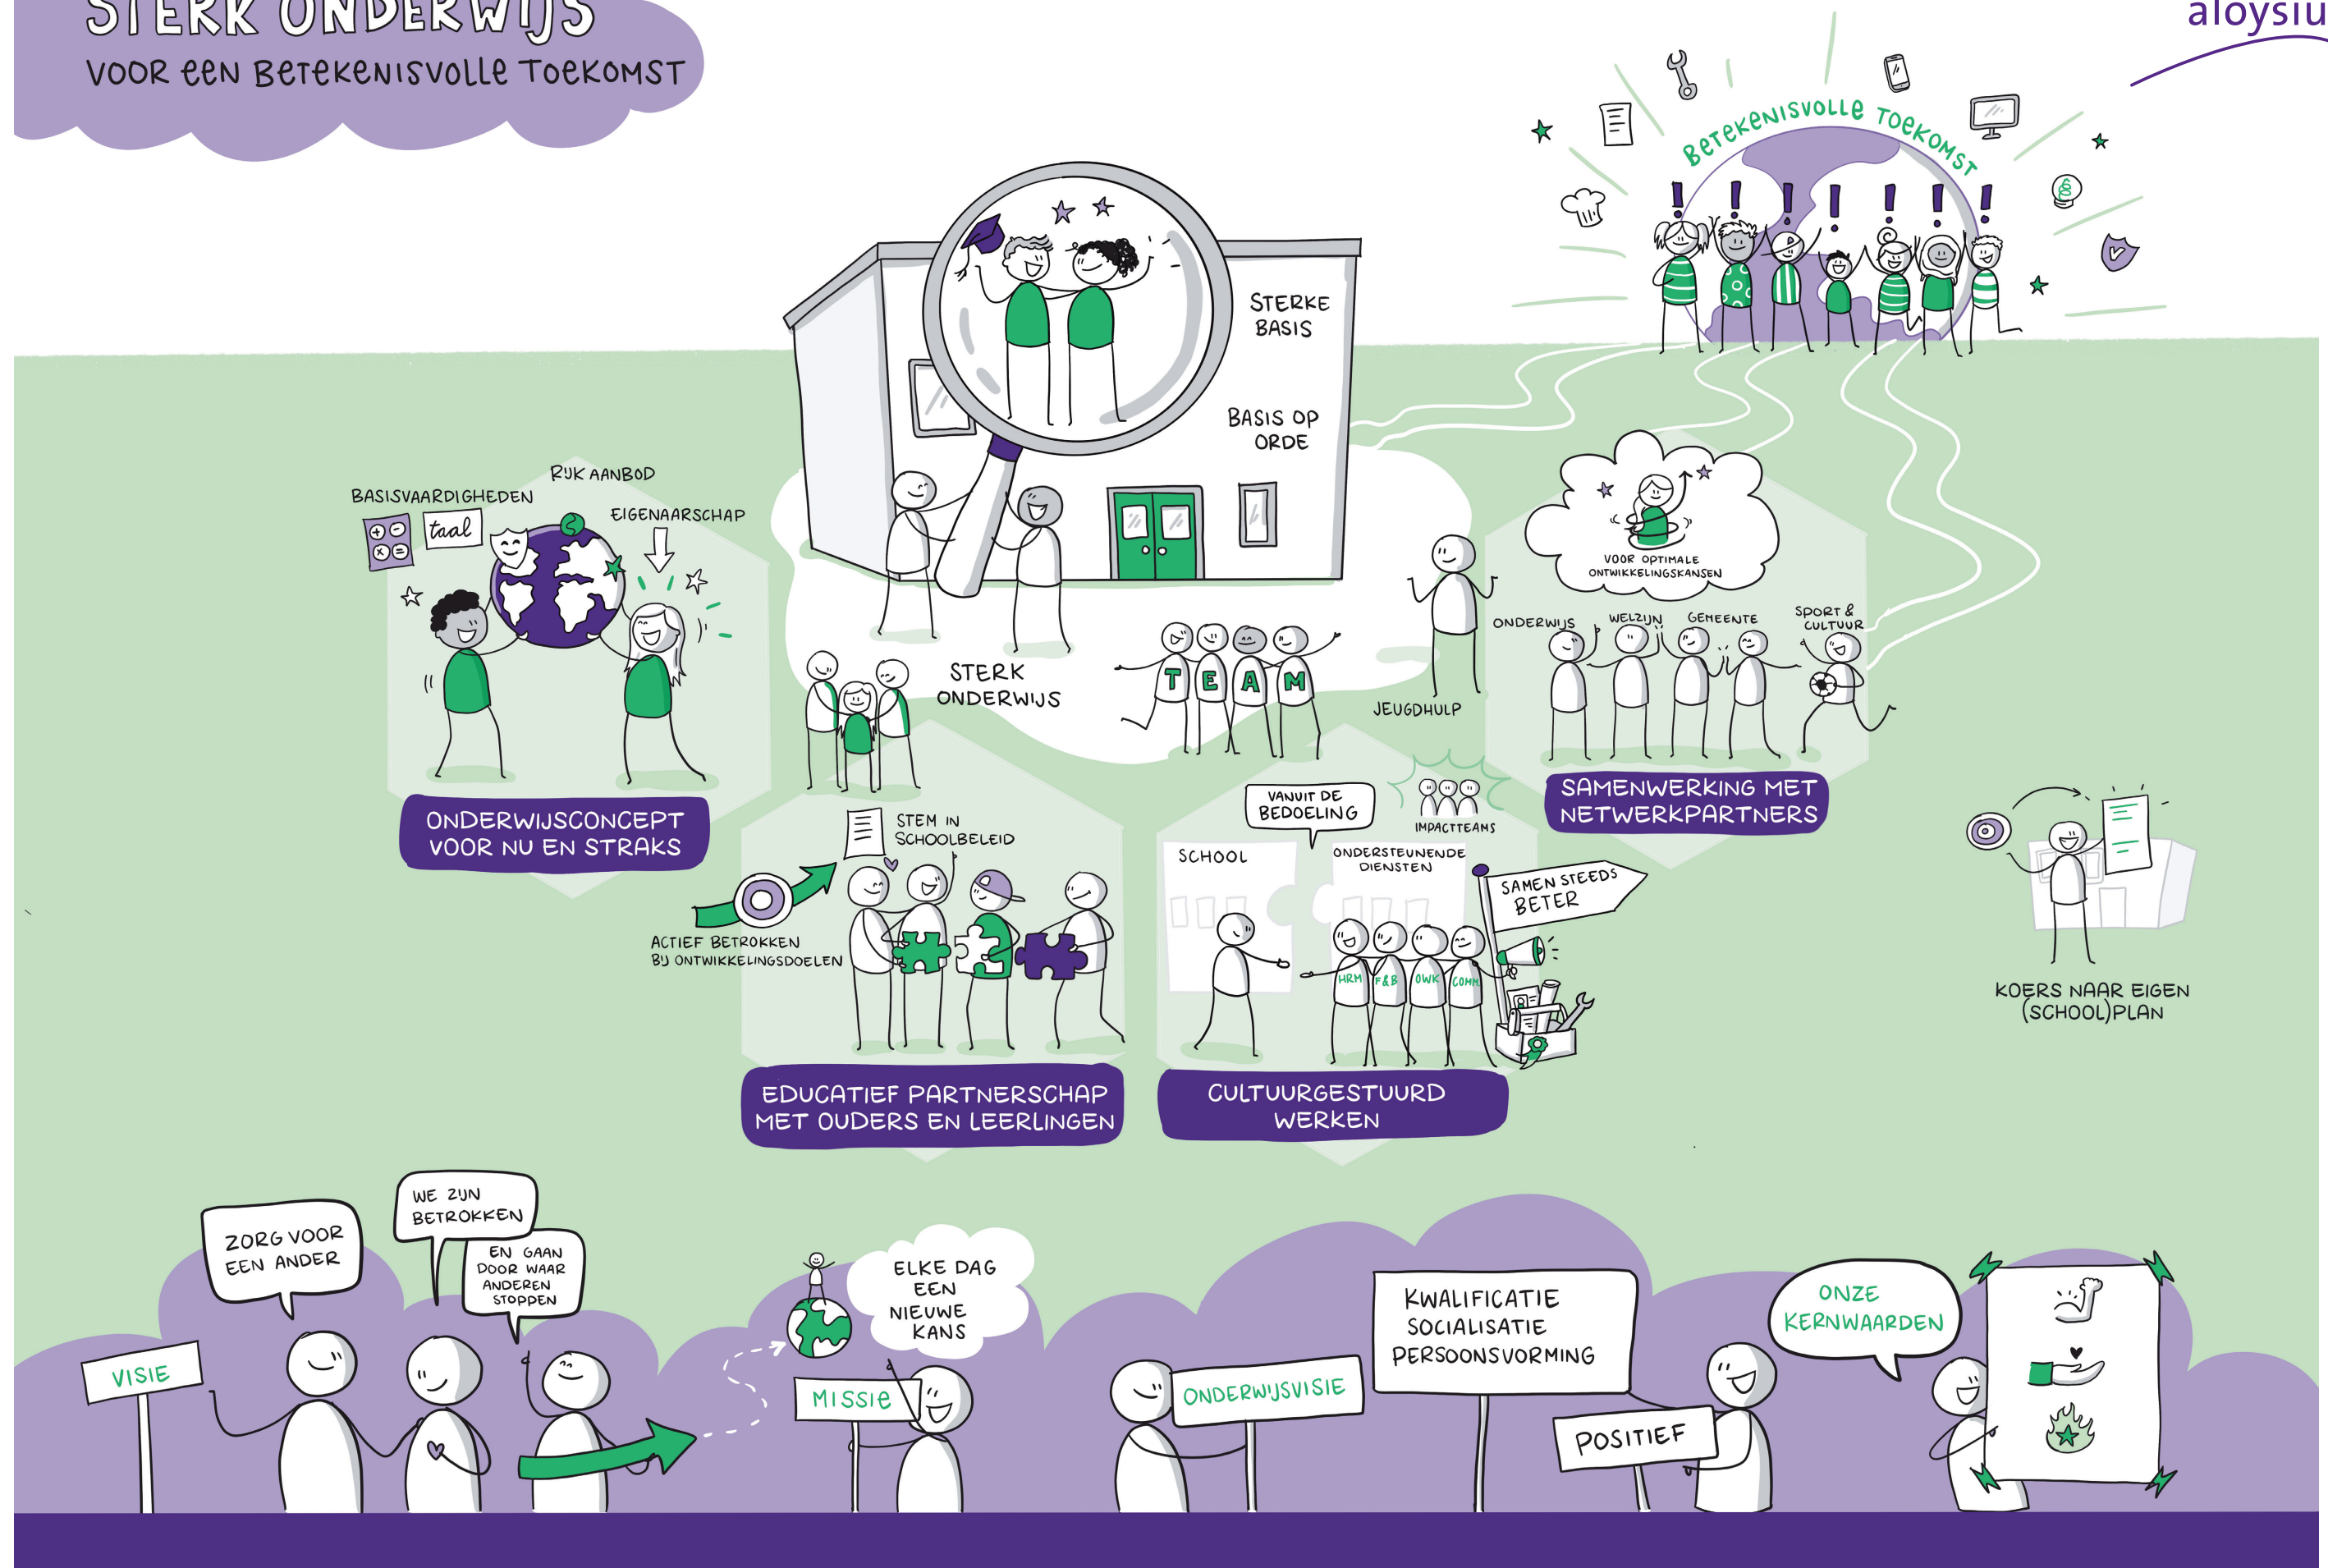 STERK ONDERWIJS
VOOR EEN BETEKENISVOLLE TOEKOMST
aloysiu
BETEKENISVOLLE TOEKOMST
STERKE
BASIS
BASIS OP
ORDE
RIJK AANBOD
BASISVAARDIGHEDEN
taal
EIGENAARSCHAP
ONDERWIJSCONCEPT
VOOR NU EN STRAKS
STERK
ONDERWIJS
TEAM
JEUGDHULP
VOOR OPTIMALE
ONTWIKKELINGSKANSEN
ONDERWIJS
WELZIJN
GEMEENTE
SPORT &
CULTUUR
SAMENWERKING MET
NETWERKPARTNERS
STEM IN
SCHOOLBELEID
ACTIEF BETROKKEN
BIJ ONTWIKKELINGSDOELEN
EDUCATIEF PARTNERSCHAP
MET OUDERS EN LEERLINGEN
VANUIT DE
BEDOELING
IMPACTTEAMS
SCHOOL
ONDERSTEUNENDE
DIENSTEN
SAMEN STEEDS
BETER
HRM
F&B
OWK
COMM
CULTUURGESTUURD
WERKEN
KOERS NAAR EIGEN
(SCHOOL)PLAN
ZORG VOOR
EEN ANDER
WE ZIJN
BETROKKEN
EN GAAN
DOOR WAAR
ANDEREN
STOPPEN
VISIE
ELKE DAG
EEN
NIEUWE
KANS
MISSIE
ONDERWIJSVISIE
KWALIFICATIE
SOCIALISATIE
PERSOONSVORMING
POSITIEF
ONZE
KERNWAARDEN